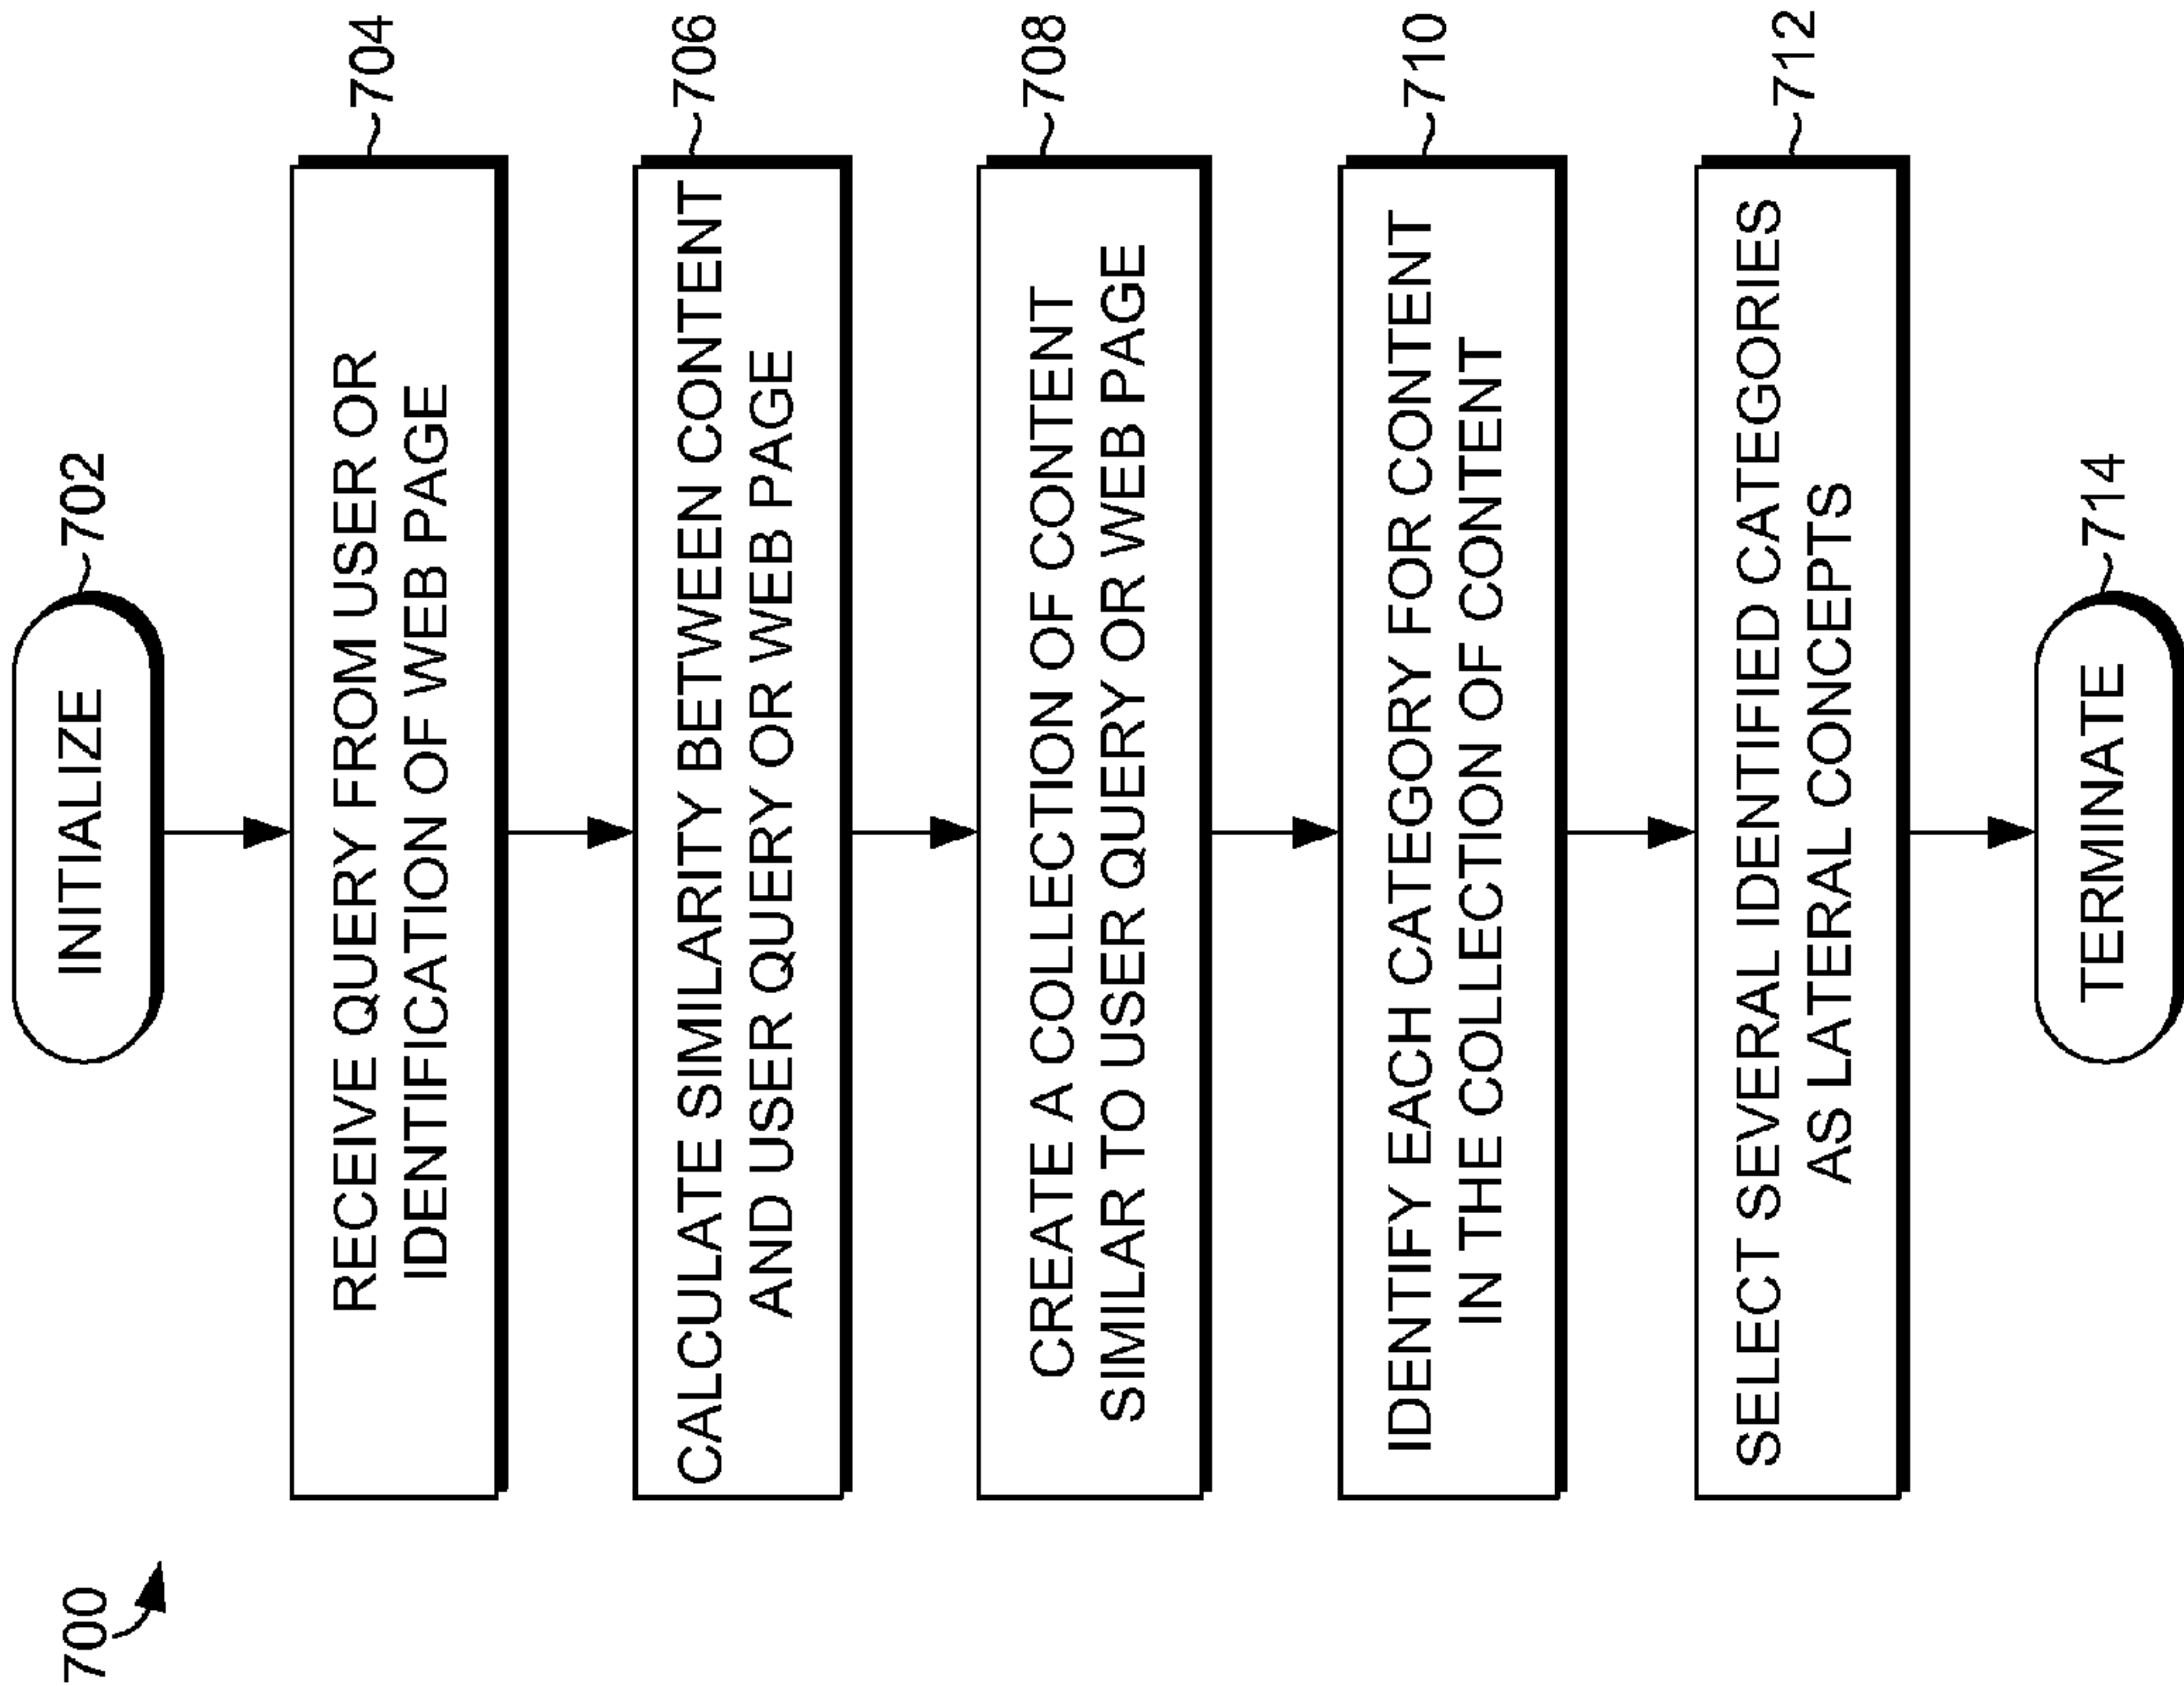 700
INITIALIZE
702
RECEIVE QUERY FROM USER OR
IDENTIFICATION OF WEB PAGE
704
CALCULATE SIMILARITY BETWEEN CONTENT
AND USER QUERY OR WEB PAGE
706
CREATE A COLLECTION OF CONTENT
SIMILAR TO USER QUERY OR WEB PAGE
708
IDENTIFY EACH CATEGORY FOR CONTENT
IN THE COLLECTION OF CONTENT
710
SELECT SEVERAL IDENTIFIED CATEGORIES
AS LATERAL CONCEPTS
712
TERMINATE
714